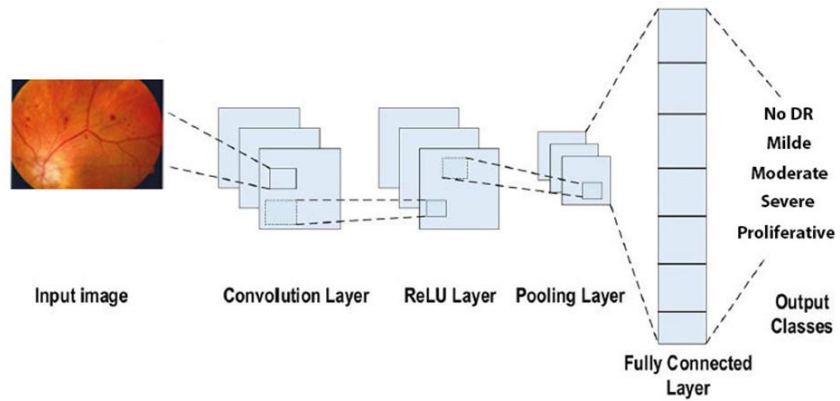 No DR
Milde
Moderate
Severe
Proliferative
Input image
Convolution Layer
ReLU Layer
Pooling Layer
Fully Connected
Layer
Output
Classes